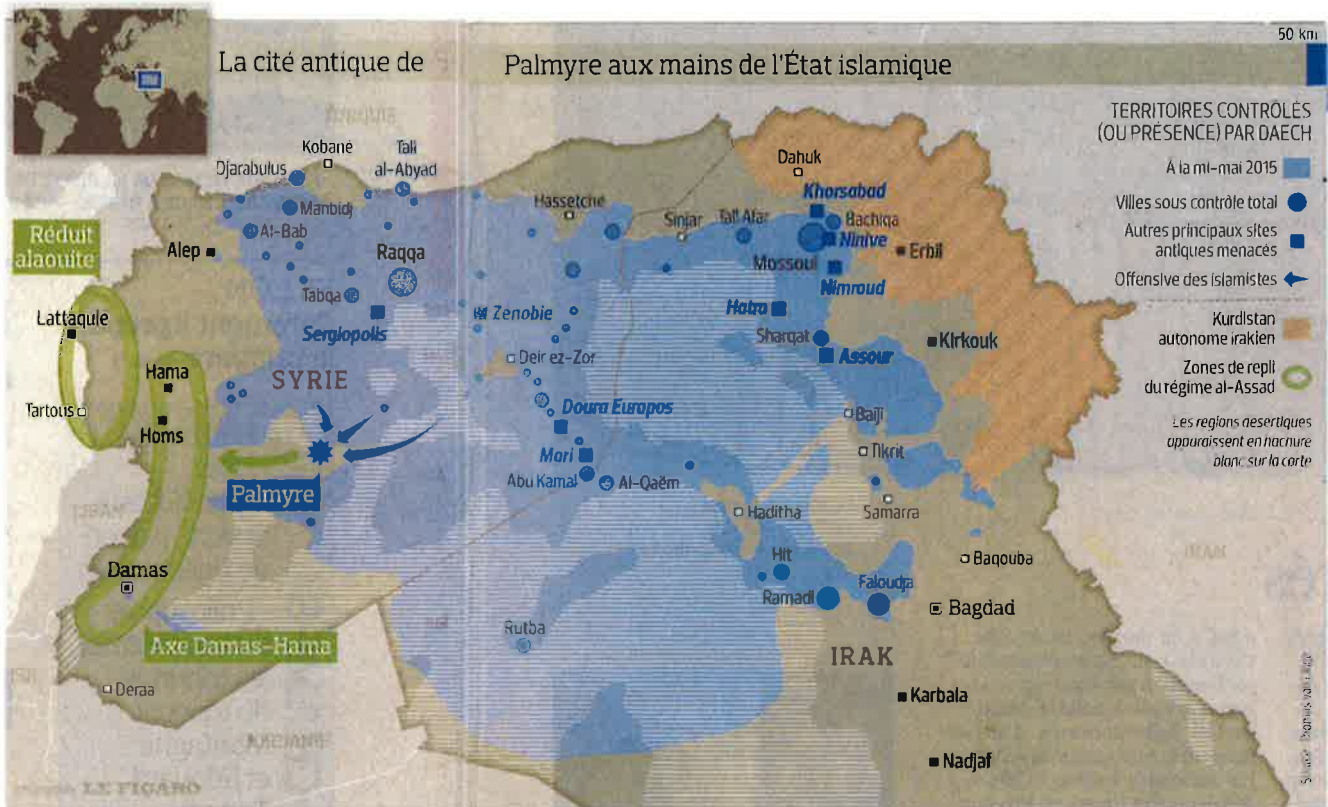 La cité antique de Palmyre aux mains de l'État islamique
50 km
TERRITOIRES CONTRÔLÉS
(OU PRÉSENCE) PAR DAECH
À la mi-mai 2015
Villes sous contrôle total
Autres principaux sites
antiques menacés
Offensive des islamistes
Kurdistan
autonome irakien
Zones de repli
du régime al-Assad
Les régions désertiques
apparaissent en hachure
blanc sur la carte
Kobané
Tall
al-Abyad
Djarabulus
Manbidj
Al-Bab
Alep
Raqqa
Tabqa
Sergiopolis
Réduit
alaouite
Lattaquie
Hama
Tartous
Homs
SYRIE
Palmyre
Damas
Axe Damas-Hama
Deraa
Hassetché
Zenobie
Deir ez-Zor
Doura Europos
Mari
Abu Kamal
Al-Qaëm
Rutba
Sinjar
Tall Afar
Dahuk
Khorsabad
Bachiqa
Ninive
Mossoul
Nimroud
Erbil
Hatra
Sharqat
Assour
Kirkouk
Baiji
Tikrit
Samarra
Haditha
Hit
Ramadi
Faloudja
Baqouba
Bagdad
IRAK
Karbala
Nadjaf
LE FIGARO